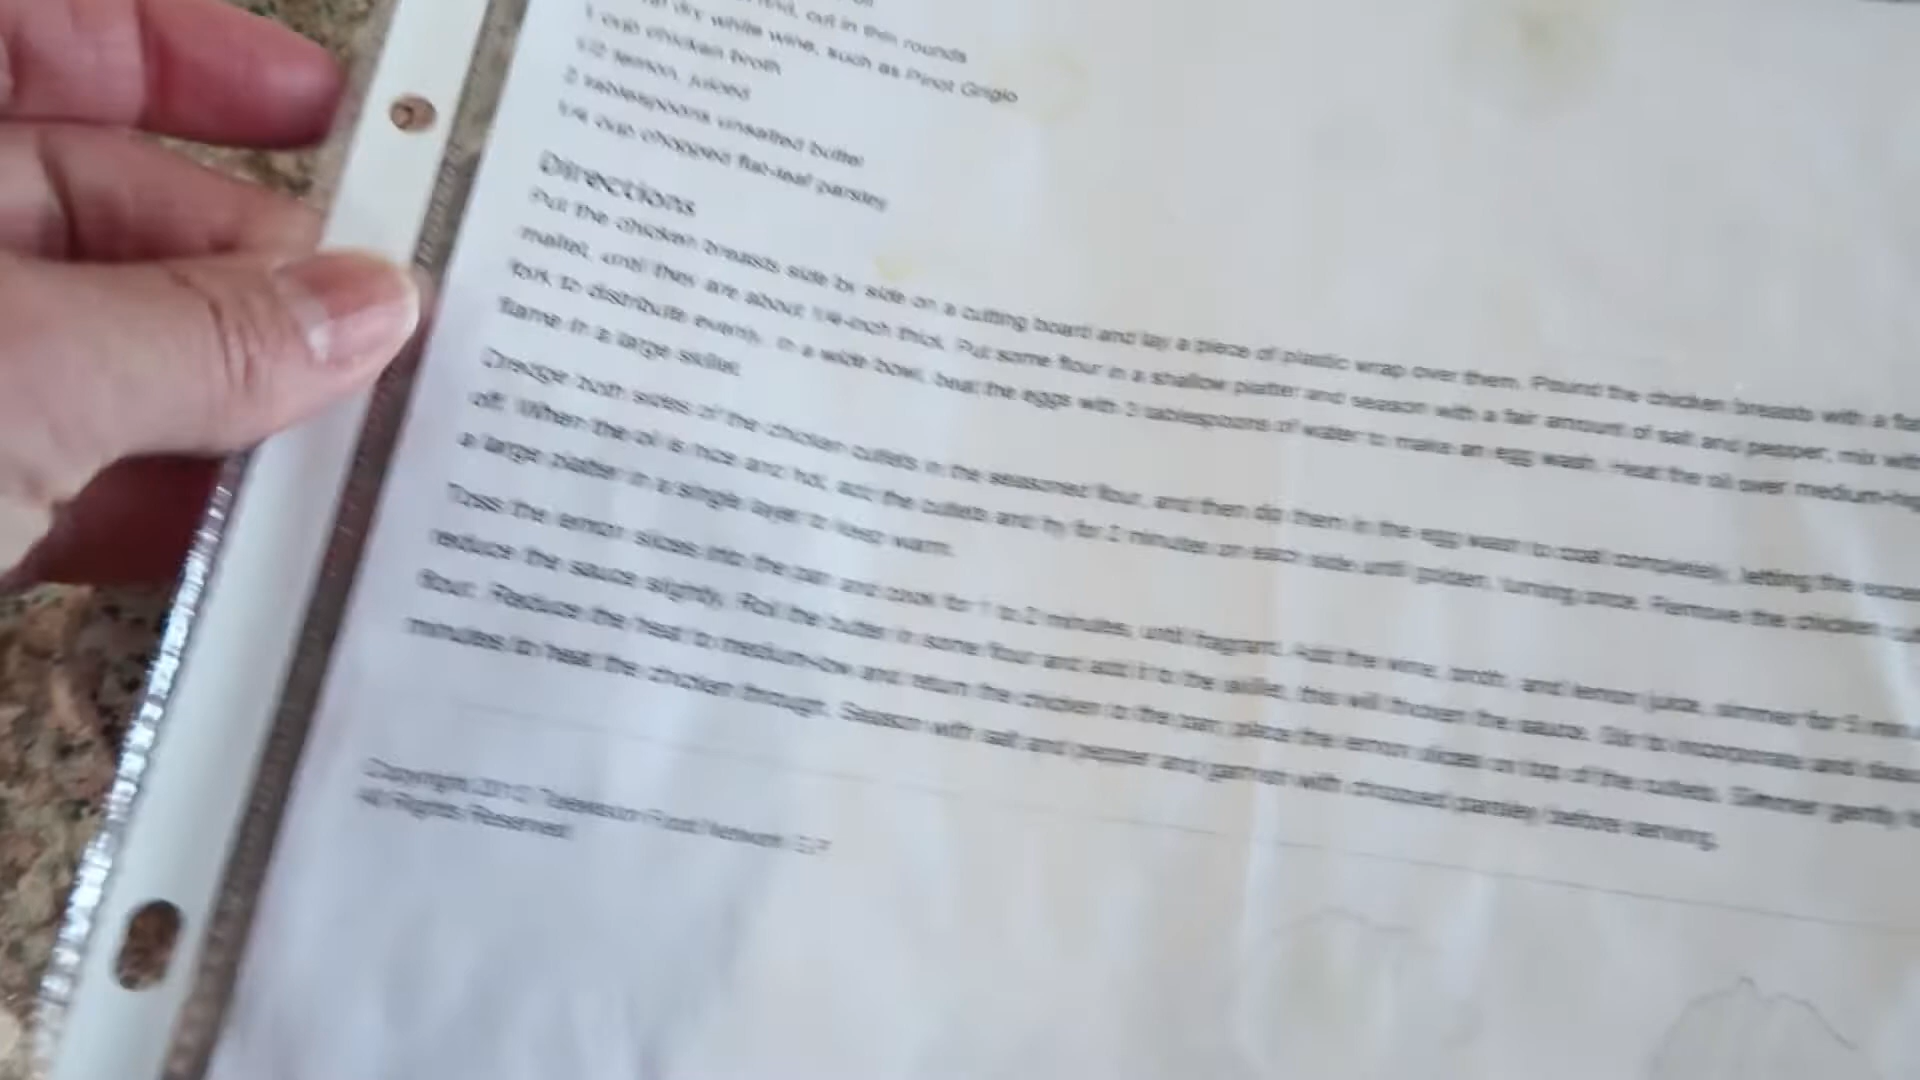 rind, cut in thin rounds
dry white wine, such as Pinot Grigio
1 cup chicken broth
1/2 lemon, juiced
2 tablespoons unsalted butter
1/4 cup chopped flat-leaf parsley
Directions
Put the chicken breasts side by side on a cutting board and lay a piece of plastic wrap over them. Pound the chicken breasts with a
mallet, until they are about 1/4-inch thick. Put some flour in a shallow platter and season with a fair amount of salt and pepper; mix with
fork to distribute evenly. In a wide bowl, beat the eggs with 3 tablespoons of water to make an egg wash. Heat the oil over
flame in a large skillet.
Dredge both sides of the chicken cutlets in the seasoned flour, and then dip them in the egg wash to coat completely, letting the
off. When the oil is nice and hot, add the cutlets and fry for 2 minutes on each side until golden, turning once. Remove the chicken
a large platter in a single layer to keep warm.
Toss the lemon slices into the pan and cook for 1 to 2 minutes, until fragrant. Add the wine, broth, and lemon juice, simmer for 5
reduce the sauce slightly. Roll the butter in some flour and add it to the skillet, this will thicken the sauce. Stir to incorporate and
flour. Reduce the heat to medium-low and return the chicken to the pan; place the lemon slices on top of the cutlets. Simmer gently
minutes to heat the chicken through. Season with salt and pepper and garnish with chopped parsley before serving.
Copyright Television Food Network
All Rights Reserved